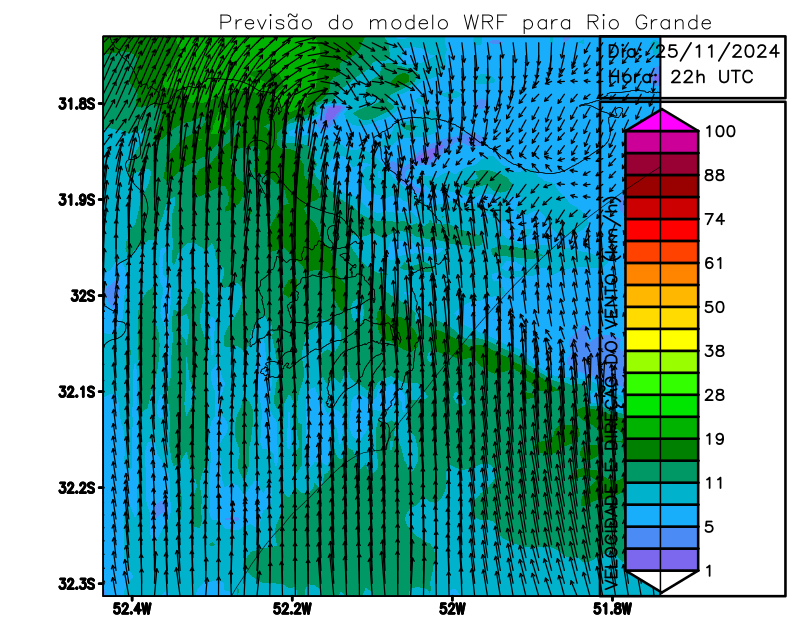 Previsão do modelo WRF para Rio Grande
Dia: 25/11/2024
Hora: 22h UTC
31.8S
31.9S
32S
32.1S
32.2S
32.3S
52.4W
52.2W
52W
51.8W
VELOCIDADE E DIREÇÃO DO VENTO (km/h)
100
88
74
61
50
38
28
19
11
5
1